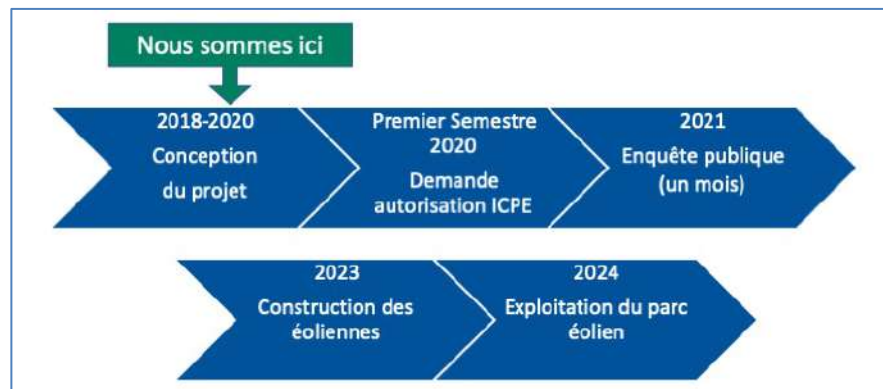 Nous sommes ici
2018-2020
Conception
du projet
Premier Semestre
2020
Demande
autorisation ICPE
2021
Enquête publique
(un mois)
2023
Construction des
éoliennes
2024
Exploitation du parc
éolien